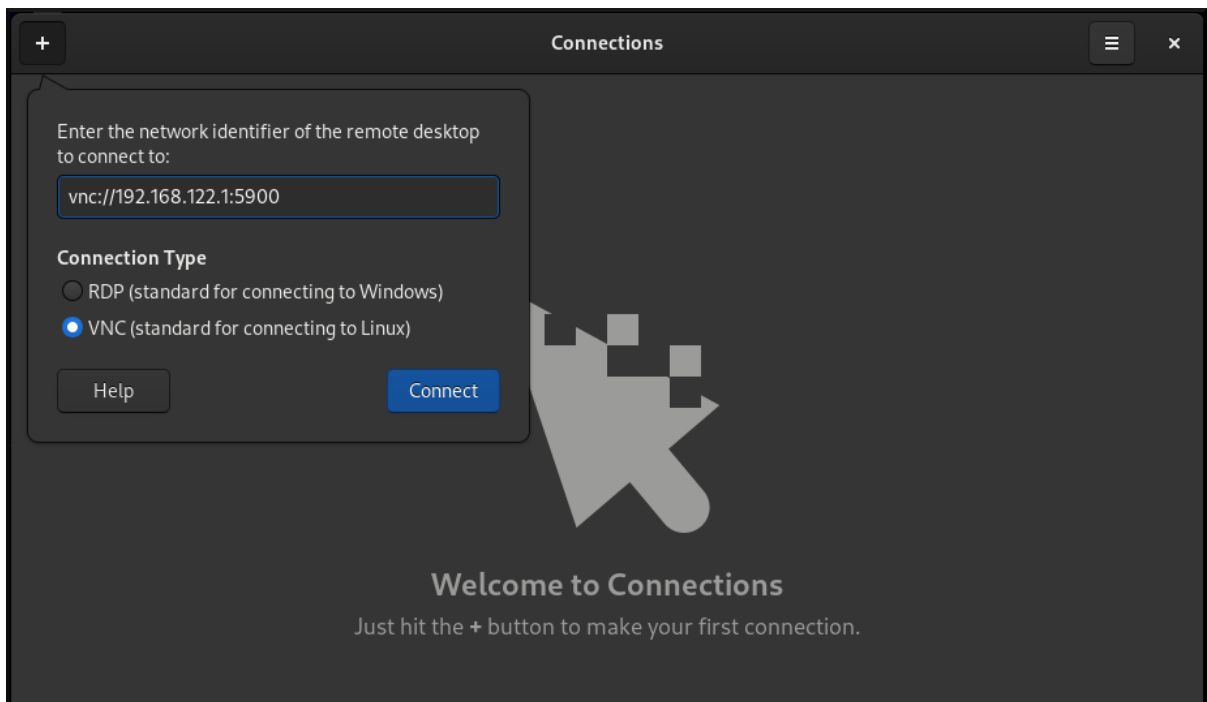 +
Connections
Enter the network identifier of the remote desktop
to connect to:
vnc://192.168.122.1:5900
Connection Type
RDP (standard for connecting to Windows)
VNC (standard for connecting to Linux)
Help
Connect
Welcome to Connections
Just hit the + button to make your first connection.